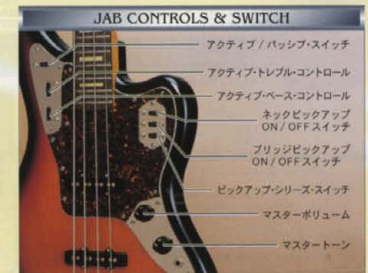 JAB CONTROLS & SWITCH
アクティブ / パッシブ・スイッチ
アクティブ・トレブル・コントロール
アクティブ・ベース・コントロール
ネックピックアップ
ON / OFFスイッチ
ブリッジピックアップ
ON / OFFスイッチ
ピックアップ・シリーズ・スイッチ
マスターボリューム
マスタートーン